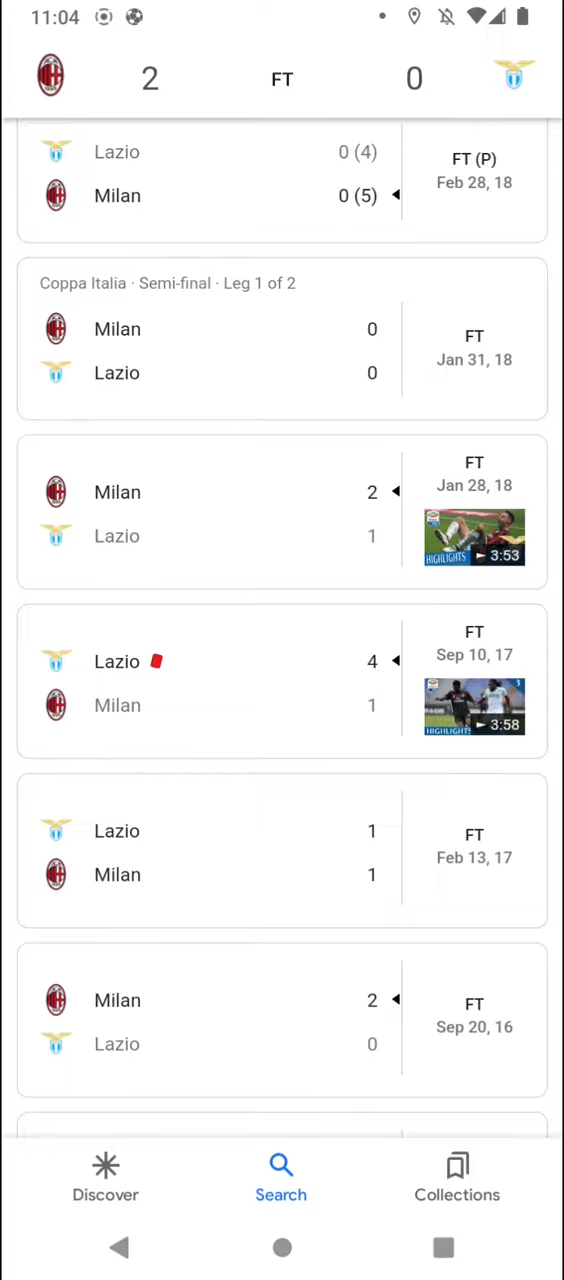 11:04
2 FT 0
Lazio 0 (4)
FT (P)
Milan 0 (5)
Feb 28, 18
Coppa Italia · Semi-final · Leg 1 of 2
Milan 0
FT
Lazio 0
Jan 31, 18
FT
Milan 2
Jan 28, 18
Lazio 1
HIGHLIGHTS 3:53
FT
Lazio 4
Sep 10, 17
Milan 1
HIGHLIGHTS 3:58
Lazio 1
FT
Milan 1
Feb 13, 17
Milan 2
FT
Lazio 0
Sep 20, 16
Discover Search Collections